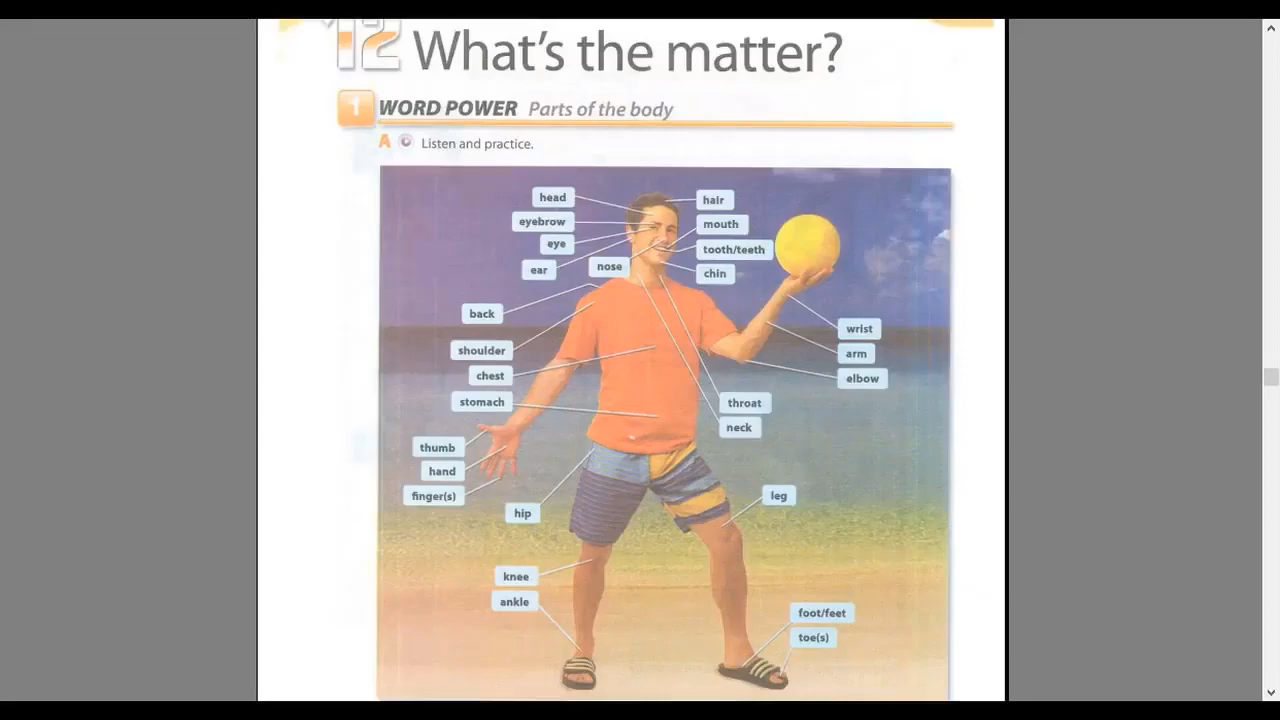 12 What's the matter?
1 WORD POWER Parts of the body
A Listen and practice.
head
hair
eyebrow
mouth
eye
tooth/teeth
ear
nose
chin
back
wrist
shoulder
arm
chest
elbow
stomach
throat
neck
thumb
hand
finger(s)
leg
hip
knee
ankle
foot/feet
toe(s)